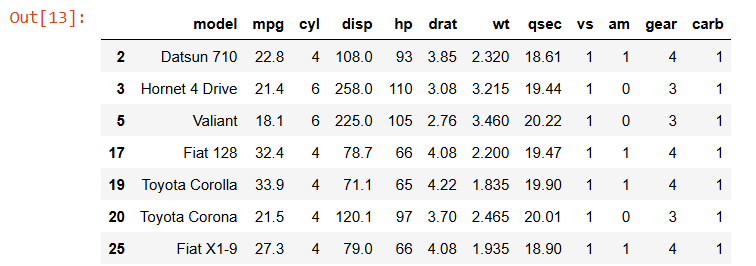 Out[13]:
model mpg cyl disp hp drat wt qsec vs am gear carb
2 Datsun 710 22.8 4 108.0 93 3.85 2.320 18.61 1 1 4 1
3 Hornet 4 Drive 21.4 6 258.0 110 3.08 3.215 19.44 1 0 3 1
5 Valiant 18.1 6 225.0 105 2.76 3.460 20.22 1 0 3 1
17 Fiat 128 32.4 4 78.7 66 4.08 2.200 19.47 1 1 4 1
19 Toyota Corolla 33.9 4 71.1 65 4.22 1.835 19.90 1 1 4 1
20 Toyota Corona 21.5 4 120.1 97 3.70 2.465 20.01 1 0 3 1
25 Fiat X1-9 27.3 4 79.0 66 4.08 1.935 18.90 1 1 4 1